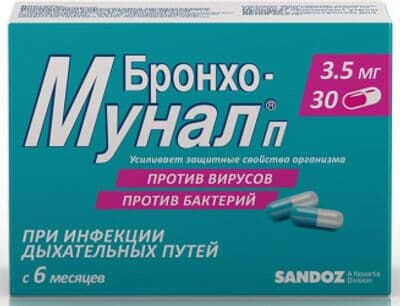 Бронхо-
Мунал® п
3.5 мг
30
Усиливает защитные свойства организма
ПРОТИВ ВИРУСОВ
ПРОТИВ БАКТЕРИЙ
ПРИ ИНФЕКЦИИ
ДЫХАТЕЛЬНЫХ ПУТЕЙ
с 6 месяцев
SANDOZ
A Novartis
Division